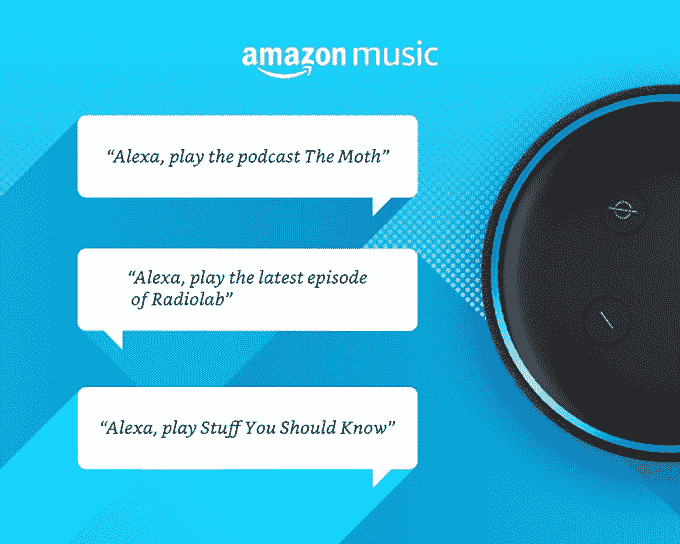 amazon music
“Alexa, play the podcast The Moth”
“Alexa, play the latest episode
of Radiolab”
“Alexa, play Stuff You Should Know”